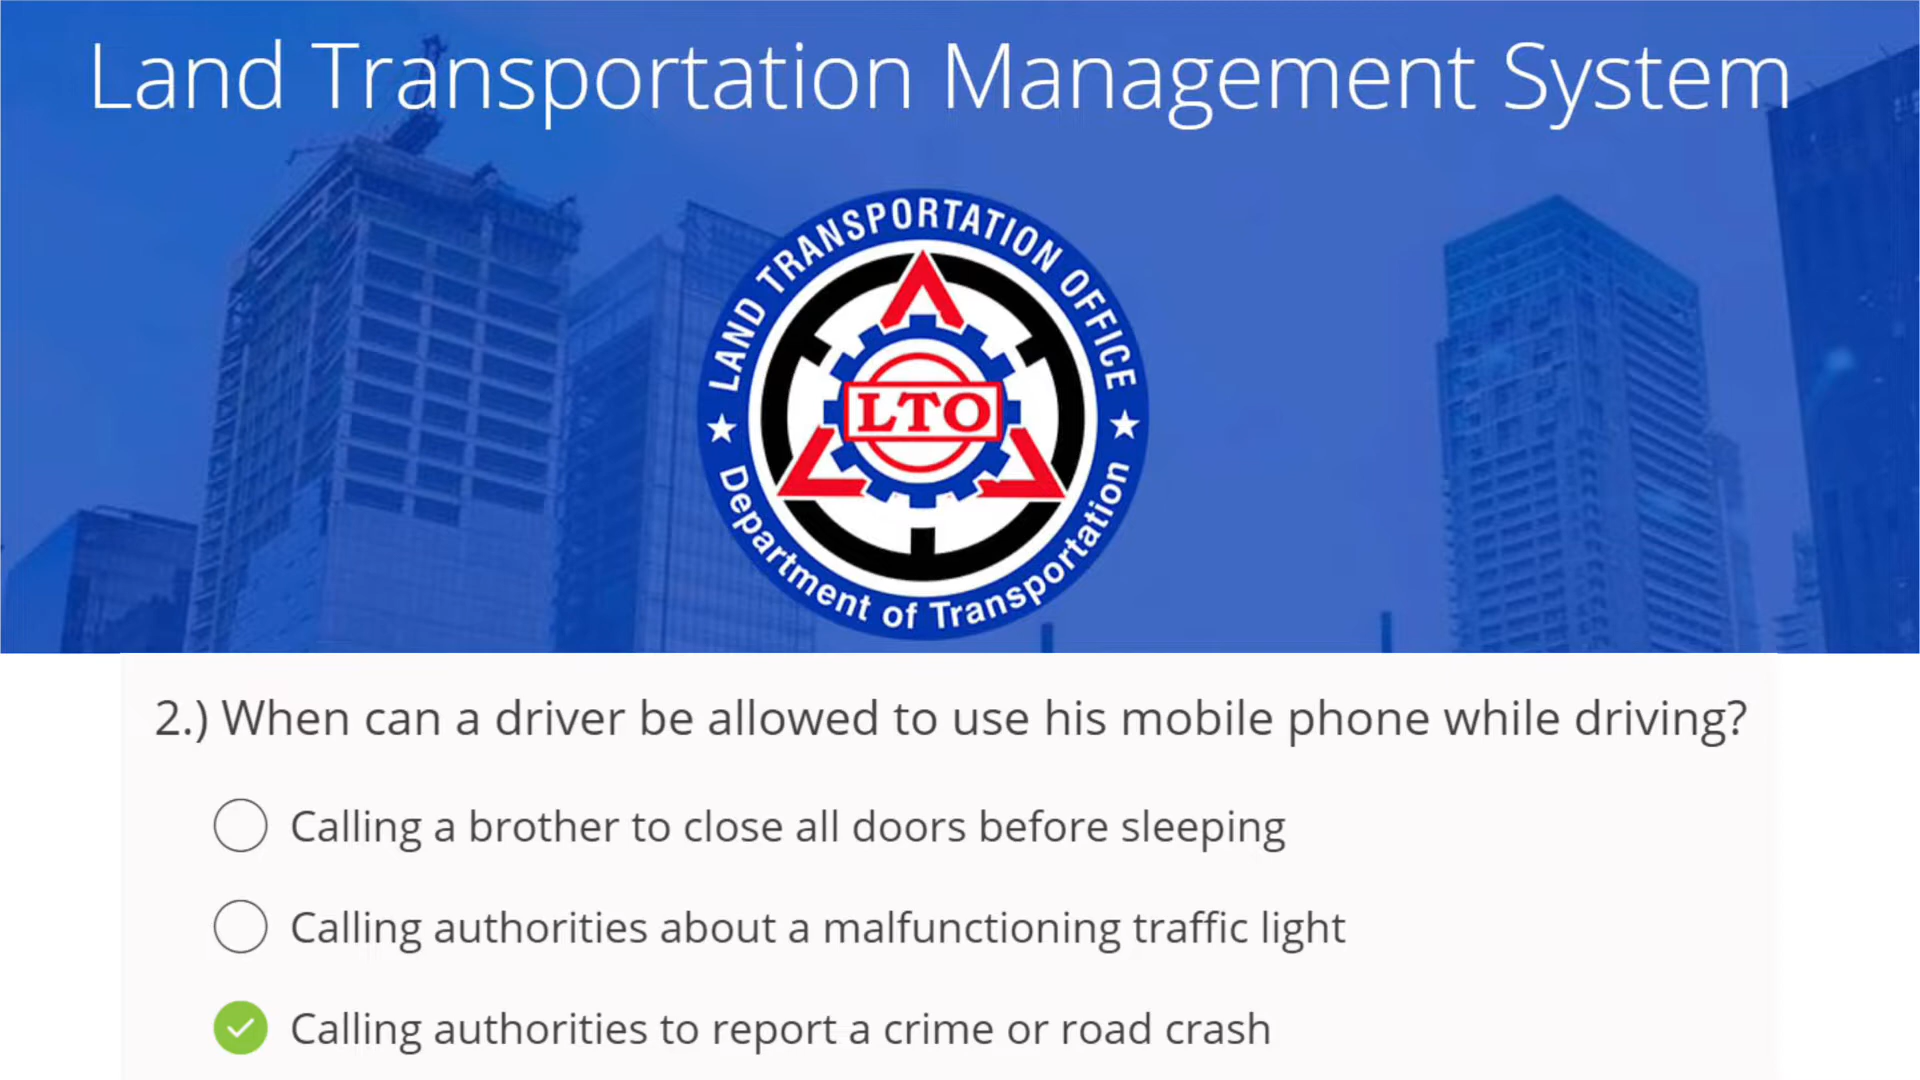 Land Transportation Management System
LAND TRANSPORTATION OFFICE
LTO
Department of Transportation
2.) When can a driver be allowed to use his mobile phone while driving?
Calling a brother to close all doors before sleeping
Calling authorities about a malfunctioning traffic light
Calling authorities to report a crime or road crash